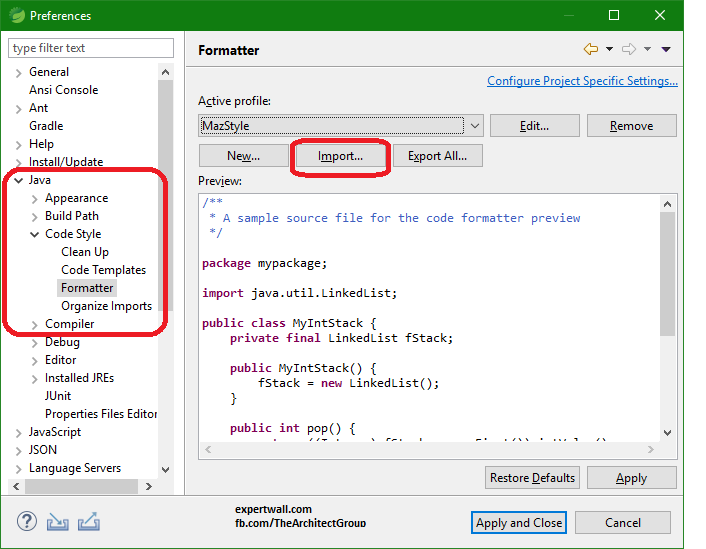 Preferences
type filter text
General
Ansi Console
Ant
Gradle
Help
Install/Update
Java
Appearance
Build Path
Code Style
Clean Up
Code Templates
Formatter
Organize Imports
Compiler
Debug
Editor
Installed JREs
JUnit
Properties Files Editor
JavaScript
JSON
Language Servers
Formatter
Configure Project Specific Settings...
Active profile:
MazStyle
Edit...
Remove
New...
Import...
Export All...
Preview:
/**
* A sample source file for the code formatter preview
*/
package mypackage;
import java.util.LinkedList;
public class MyIntStack {
private final LinkedList fStack;
public MyIntStack() {
fStack = new LinkedList();
}
public int pop() {
Restore Defaults
Apply
expertwall.com
fb.com/TheArchitectGroup
Apply and Close
Cancel